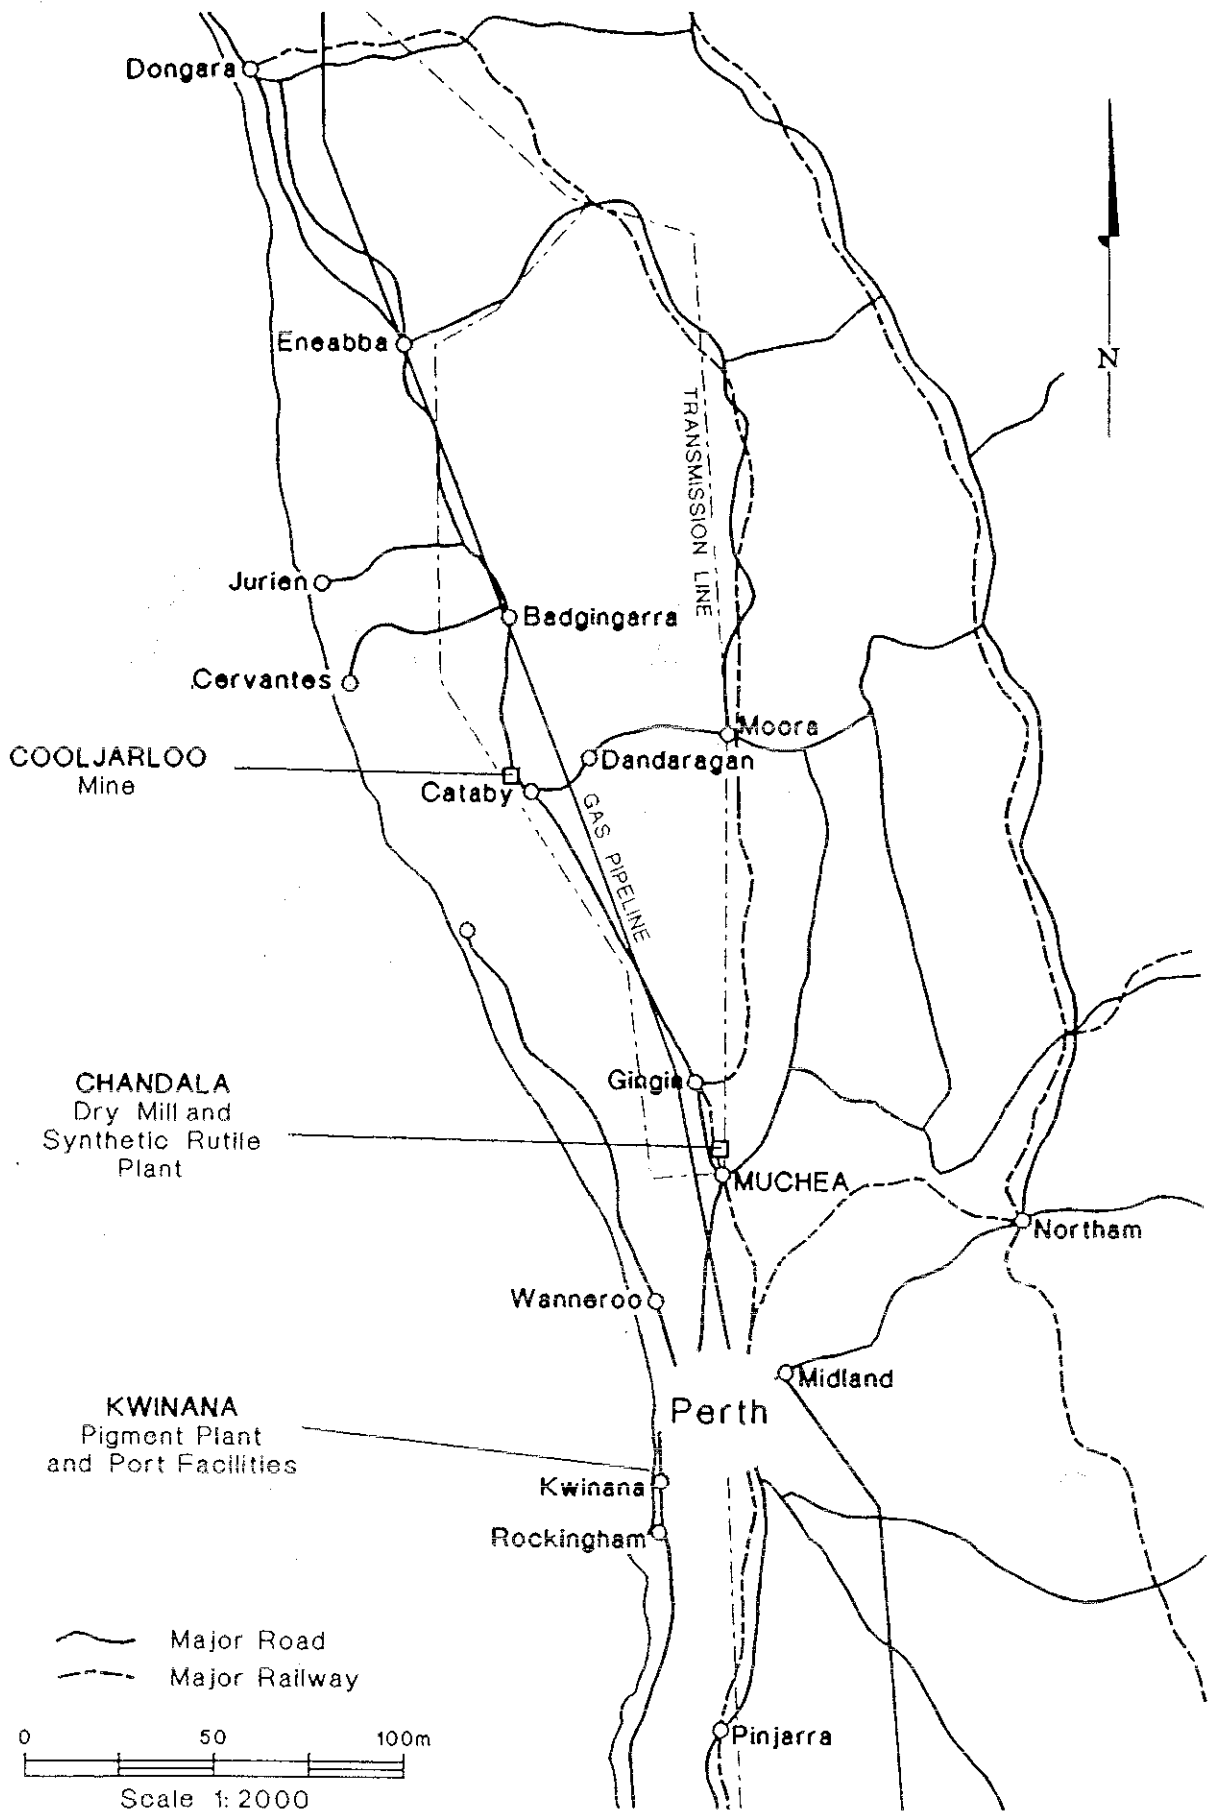 Dongara
Eneabba
N
TRANSMISSION LINE
Jurien
Badgingarra
Cervantes
Moora
COOLJARLOO
Mine
Dandaragan
Cataby
GAS PIPELINE
CHANDALA
Dry Mill and
Synthetic Rutile
Plant
Gingin
MUCHEA
Northam
Wanneroo
Midland
Perth
KWINANA
Pigment Plant
and Port Facilities
Kwinana
Rockingham
Major Road
Major Railway
Pinjarra
0 50 100m
Scale 1:2000